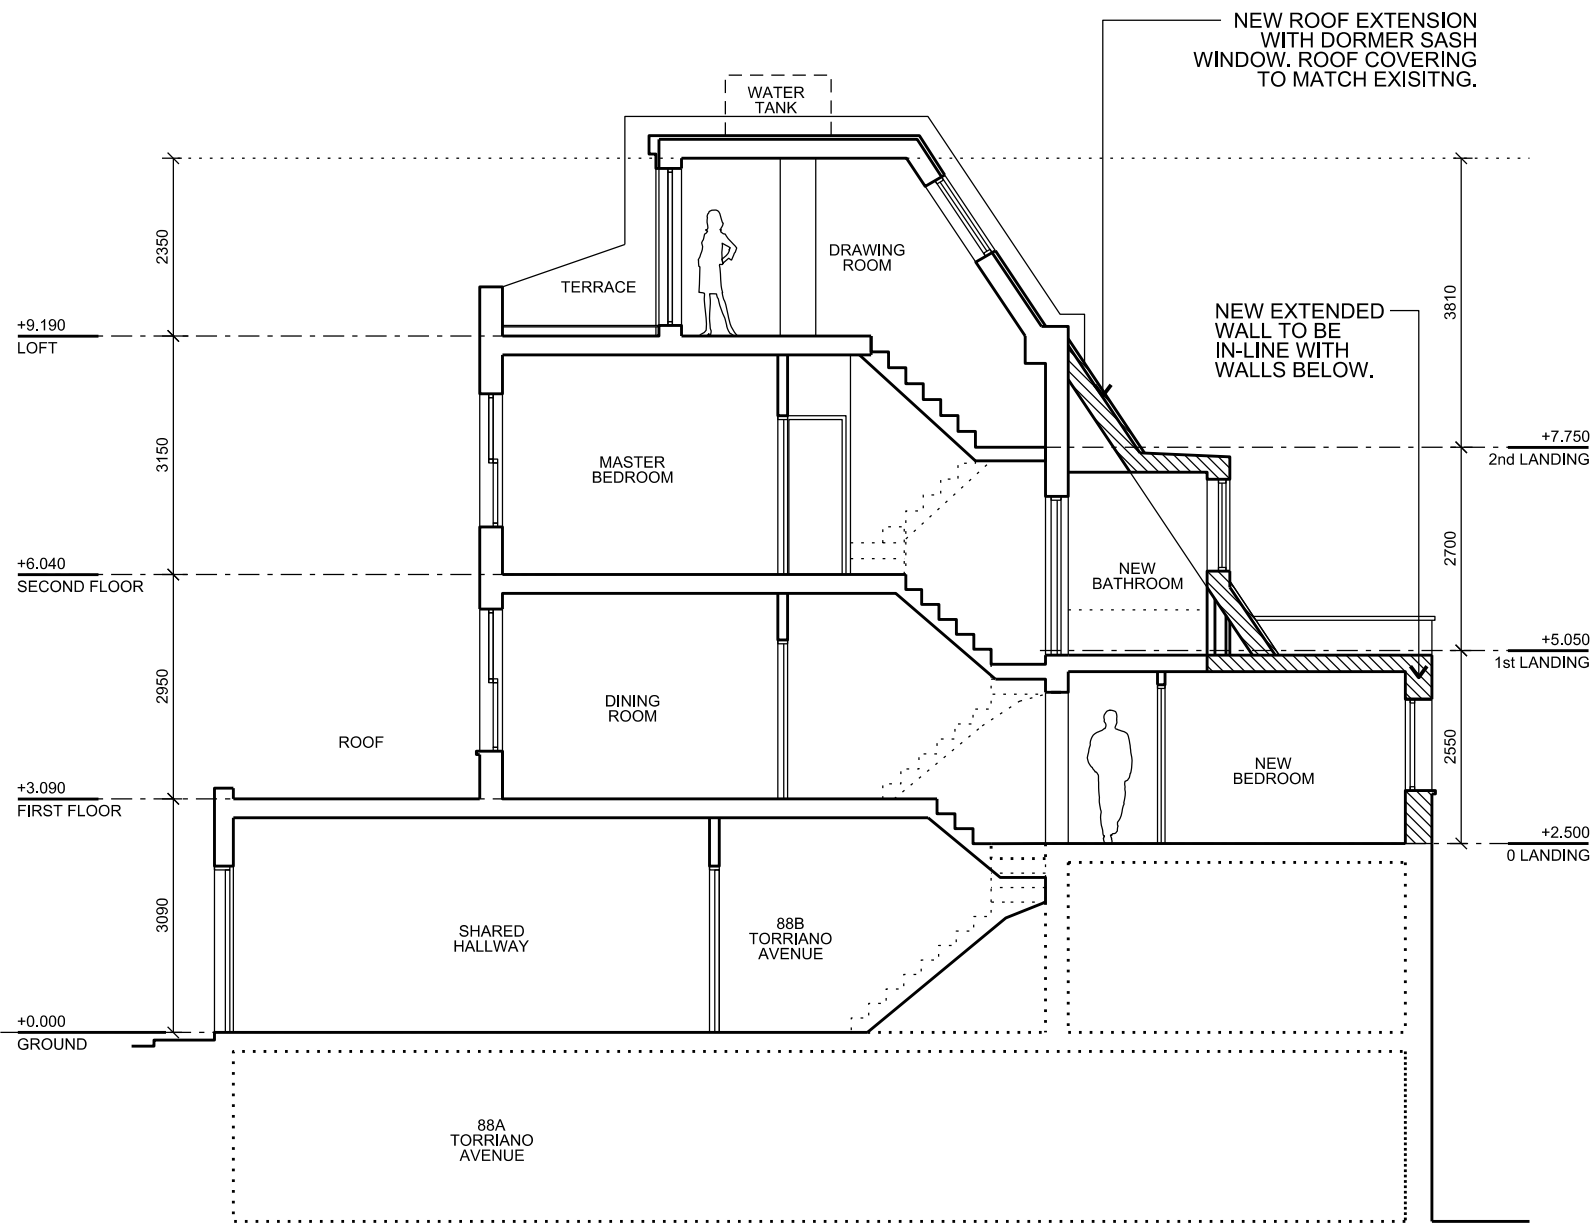 NEW ROOF EXTENSION
WITH DORMER SASH
WINDOW. ROOF COVERING
TO MATCH EXISITNG.
WATER
TANK
2350
DRAWING
ROOM
TERRACE
3810
+9.190
LOFT
NEW EXTENDED
WALL TO BE
IN-LINE WITH
WALLS BELOW.
3150
MASTER
BEDROOM
+7.750
2nd LANDING
2700
+6.040
SECOND FLOOR
NEW
BATHROOM
+5.050
1st LANDING
2950
DINING
ROOM
ROOF
2550
NEW
BEDROOM
+3.090
FIRST FLOOR
+2.500
0 LANDING
3090
SHARED
HALLWAY
88B
TORRIANO
AVENUE
+0.000
GROUND
88A
TORRIANO
AVENUE